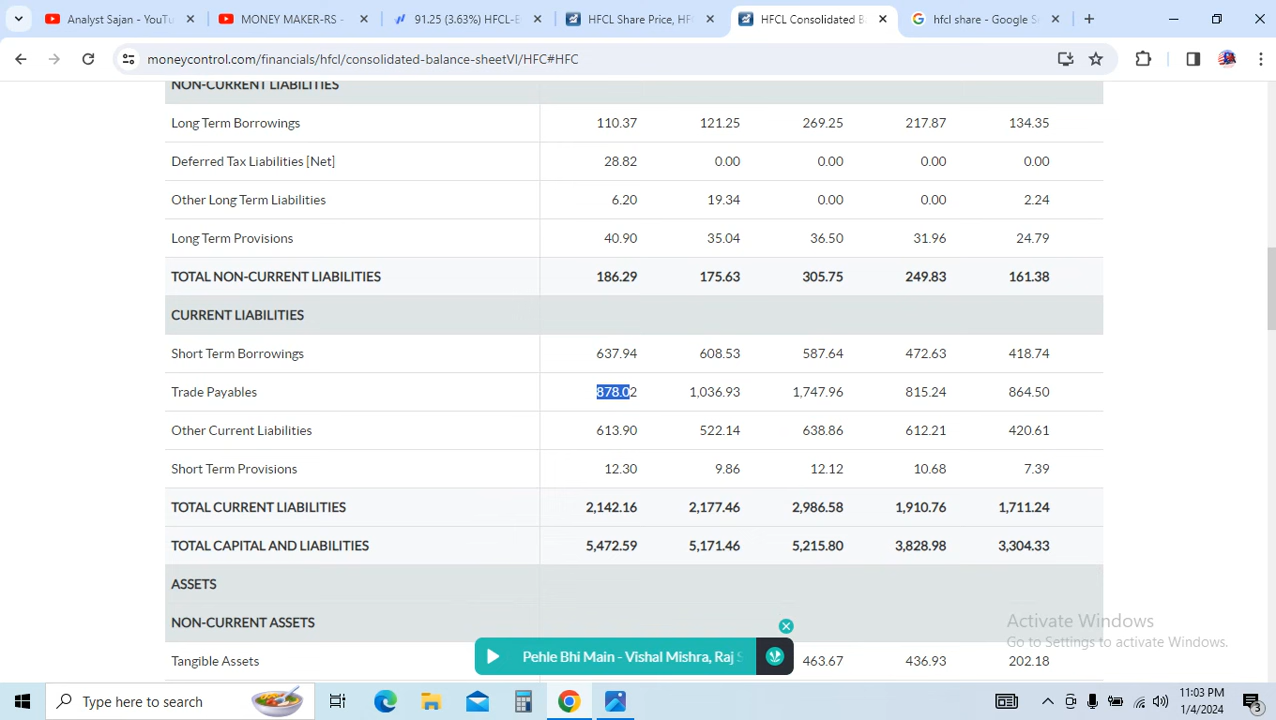 Analyst Sajan - YouTu
MONEY MAKER-RS -
91.25 (3.63%) HFCL-E
HFCL Share Price, HF
HFCL Consolidated B
hfcl share - Google S
moneycontrol.com/financials/hfcl/consolidated-balance-sheetVI/HFC#HFC
NON-CURRENT LIABILITIES
Long Term Borrowings 110.37 121.25 269.25 217.87 134.35
Deferred Tax Liabilities [Net] 28.82 0.00 0.00 0.00 0.00
Other Long Term Liabilities 6.20 19.34 0.00 0.00 2.24
Long Term Provisions 40.90 35.04 36.50 31.96 24.79
TOTAL NON-CURRENT LIABILITIES 186.29 175.63 305.75 249.83 161.38
CURRENT LIABILITIES
Short Term Borrowings 637.94 608.53 587.64 472.63 418.74
Trade Payables 878.02 1,036.93 1,747.96 815.24 864.50
Other Current Liabilities 613.90 522.14 638.86 612.21 420.61
Short Term Provisions 12.30 9.86 12.12 10.68 7.39
TOTAL CURRENT LIABILITIES 2,142.16 2,177.46 2,986.58 1,910.76 1,711.24
TOTAL CAPITAL AND LIABILITIES 5,472.59 5,171.46 5,215.80 3,828.98 3,304.33
ASSETS
NON-CURRENT ASSETS
Tangible Assets 463.67 436.93 202.18
Activate Windows
Go to Settings to activate Windows.
Pehle Bhi Main - Vishal Mishra, Raj S
Type here to search
11:03 PM
1/4/2024
3